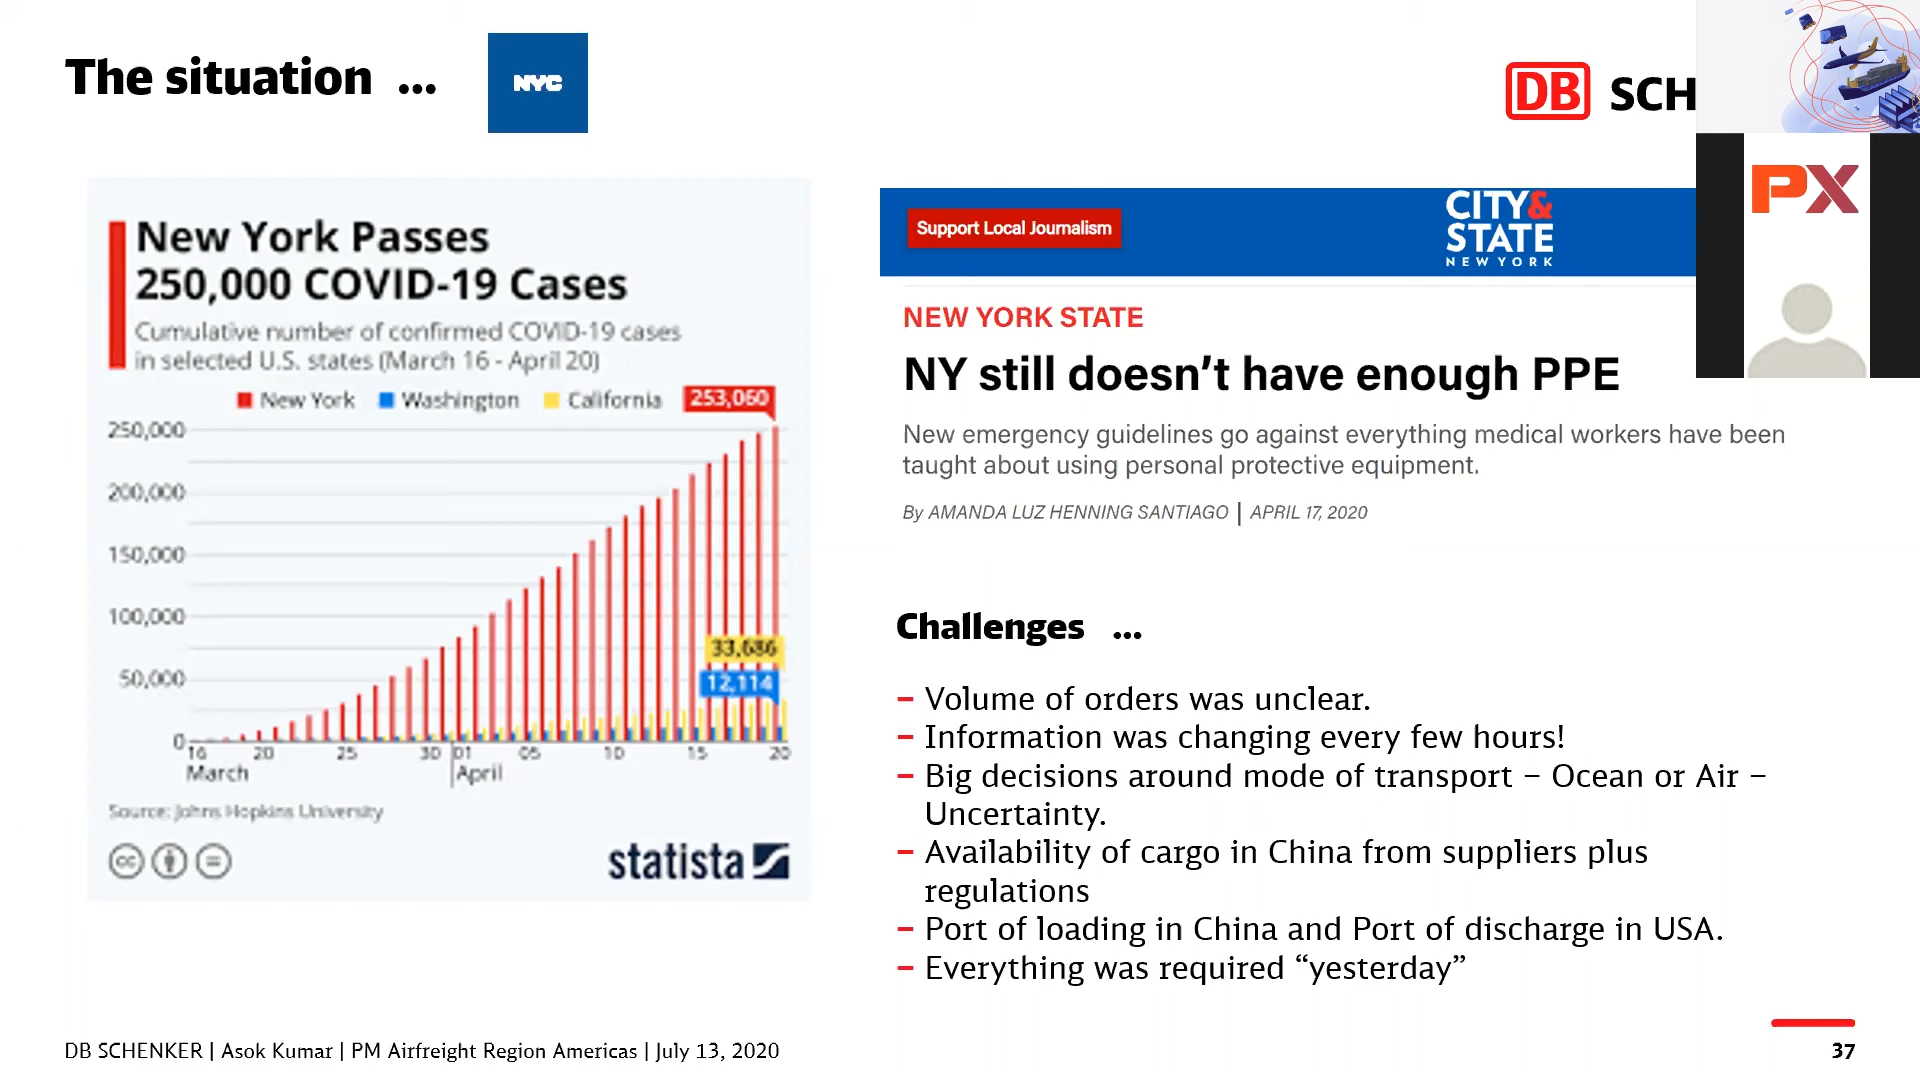 The situation ...
NYC
DB SCH
PX
New York Passes
250,000 COVID-19 Cases
Cumulative number of confirmed COVID-19 cases
in selected U.S. states (March 16 - April 20)
New York Washington California 253,060
250,000
200,000
150,000
100,000
33,686
50,000
12,114
0
16 20 25 30 01 05 10 15 20
March April
Source: Johns Hopkins University
cc
statista
Support Local Journalism
CITY&
STATE
NEW YORK
NEW YORK STATE
NY still doesn’t have enough PPE
New emergency guidelines go against everything medical workers have been
taught about using personal protective equipment.
By AMANDA LUZ HENNING SANTIAGO | APRIL 17, 2020
Challenges ...
– Volume of orders was unclear.
– Information was changing every few hours!
– Big decisions around mode of transport – Ocean or Air –
Uncertainty.
– Availability of cargo in China from suppliers plus
regulations
– Port of loading in China and Port of discharge in USA.
– Everything was required “yesterday”
DB SCHENKER | Asok Kumar | PM Airfreight Region Americas | July 13, 2020
37